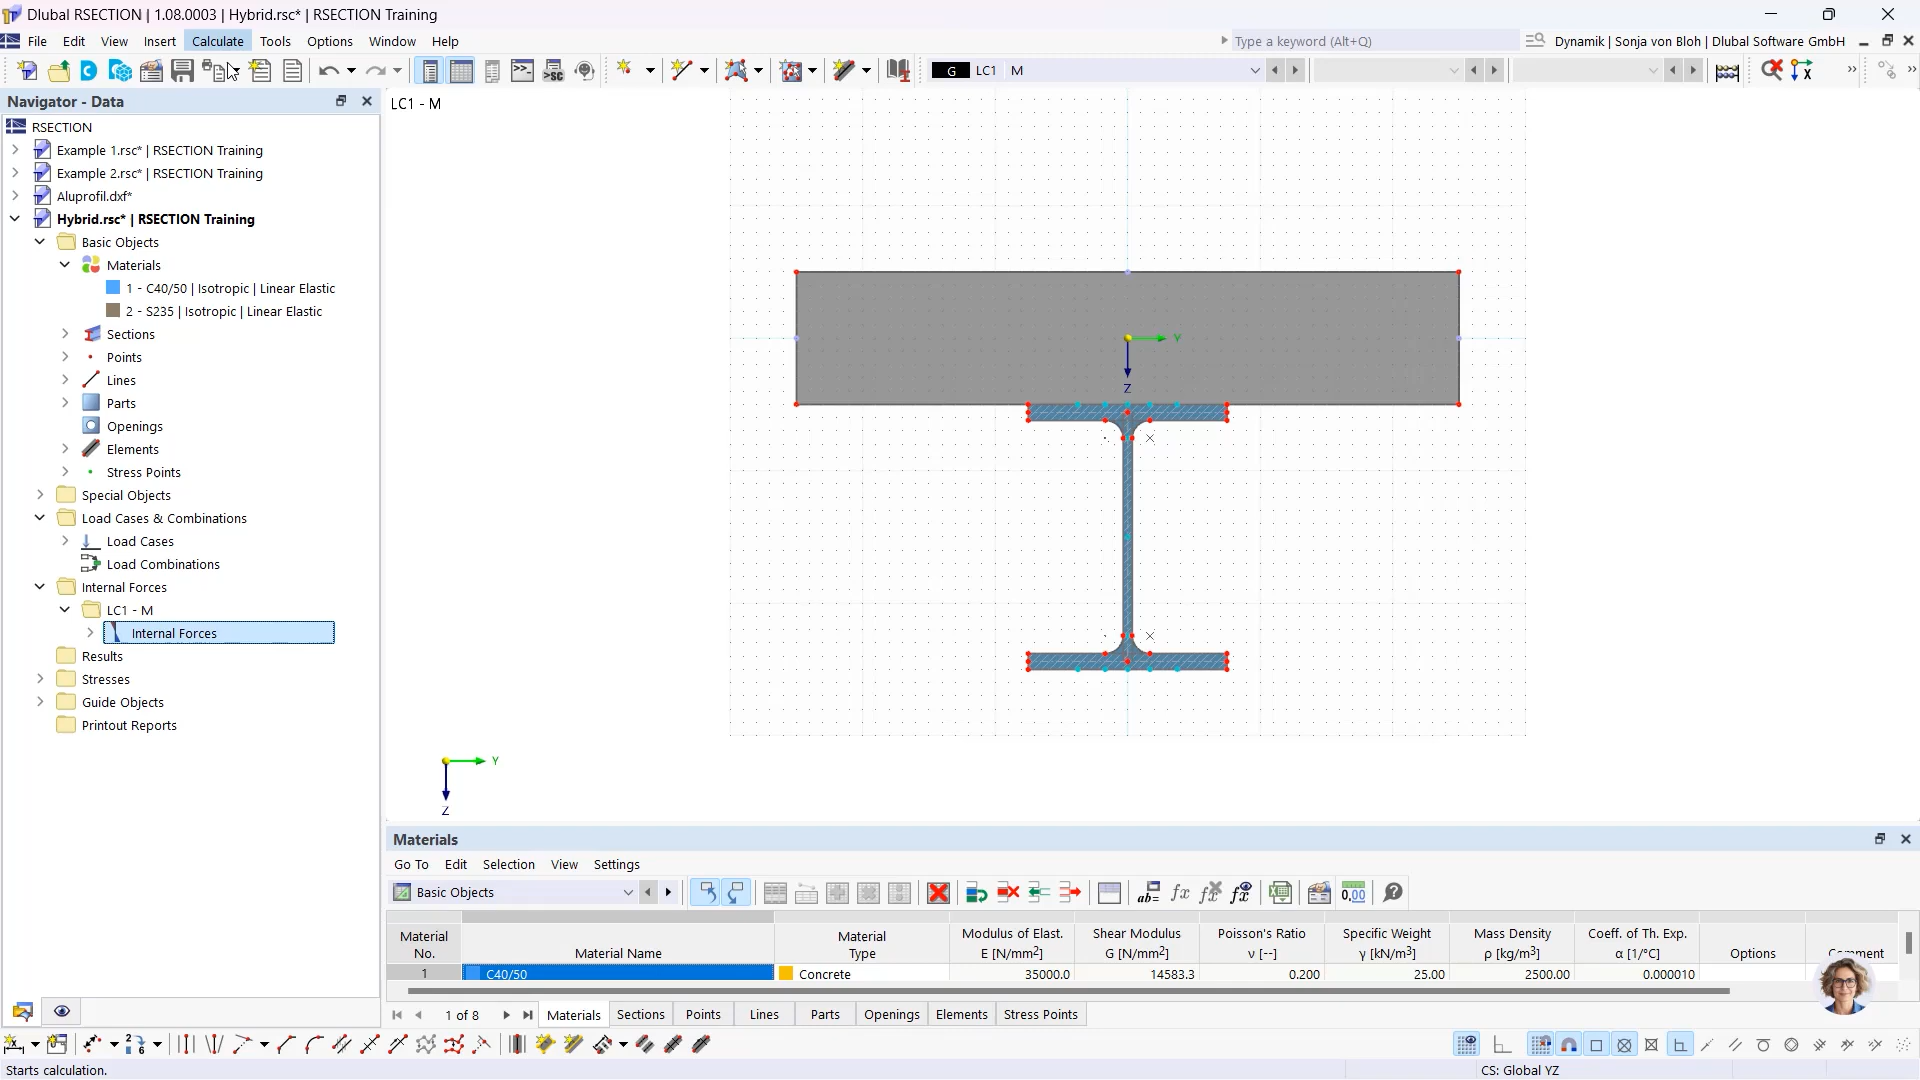 Dlubal RSECTION | 1.08.0003 | Hybrid.rsc* | RSECTION Training
File Edit View Insert Calculate Tools Options Window Help
Type a keyword (Alt+Q)
Dynamik | Sonja von Bloh | Dlubal Software GmbH
G LC1 M
Navigator - Data
RSECTION
Example 1.rsc* | RSECTION Training
Example 2.rsc* | RSECTION Training
Aluprofil.dxf*
Hybrid.rsc* | RSECTION Training
Basic Objects
Materials
1 - C40/50 | Isotropic | Linear Elastic
2 - S235 | Isotropic | Linear Elastic
Sections
Points
Lines
Parts
Openings
Elements
Stress Points
Special Objects
Load Cases & Combinations
Load Cases
Load Combinations
Internal Forces
LC1 - M
Internal Forces
Results
Stresses
Guide Objects
Printout Reports
LC1 - M
Y
Z
Y
Z
Materials
Go To Edit Selection View Settings
Basic Objects
Material No.
Material Name
Material Type
Modulus of Elast. E [N/mm2]
Shear Modulus G [N/mm2]
Poisson's Ratio ν [--]
Specific Weight γ [kN/m3]
Mass Density ρ [kg/m3]
Coeff. of Th. Exp. α [1/°C]
Options
1 C40/50 Concrete 35000.0 14583.3 0.200 25.00 2500.00 0.000010
1 of 8 Materials Sections Points Lines Parts Openings Elements Stress Points
Starts calculation.
CS: Global YZ